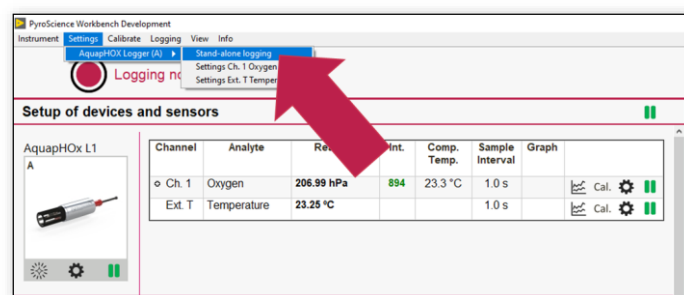 PyroScience Workbench Development
Instrument Settings Calibrate Logging View Info
AquapHOX Logger (A) Stand-alone logging
Settings Ch. 1 Oxygen
Logging Settings Ext. T
Setup of devices and sensors
AquapHOx L1
A
Channel Analyte Int. Comp. Temp. Sample Interval Graph
Ch. 1 Oxygen 206.99 hPa 894 23.3 °C 1.0 s Cal.
Ext. T Temperature 23.25 °C 1.0 s Cal.